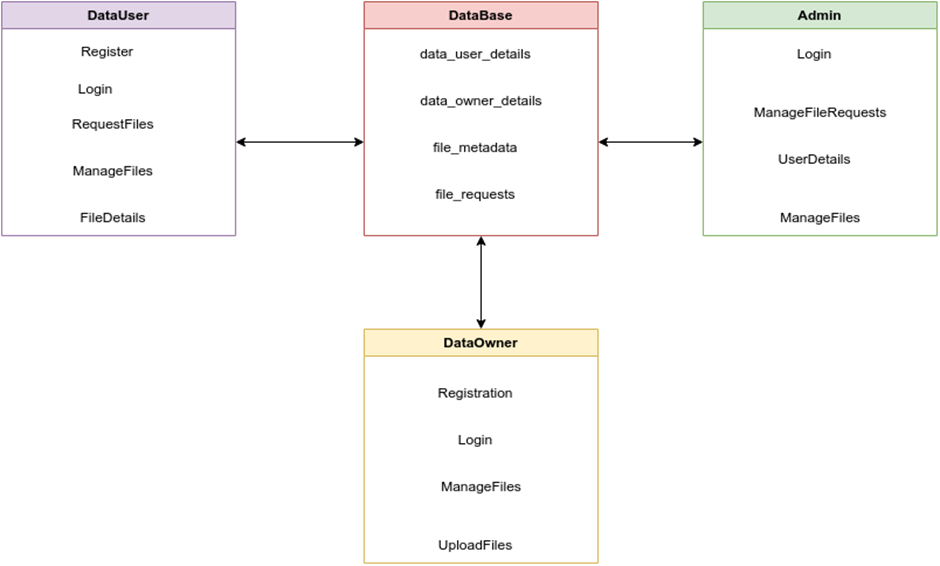 DataUser
Register
Login
RequestFiles
ManageFiles
FileDetails
DataBase
data_user_details
data_owner_details
file_metadata
file_requests
Admin
Login
ManageFileRequests
UserDetails
ManageFiles
DataOwner
Registration
Login
ManageFiles
UploadFiles